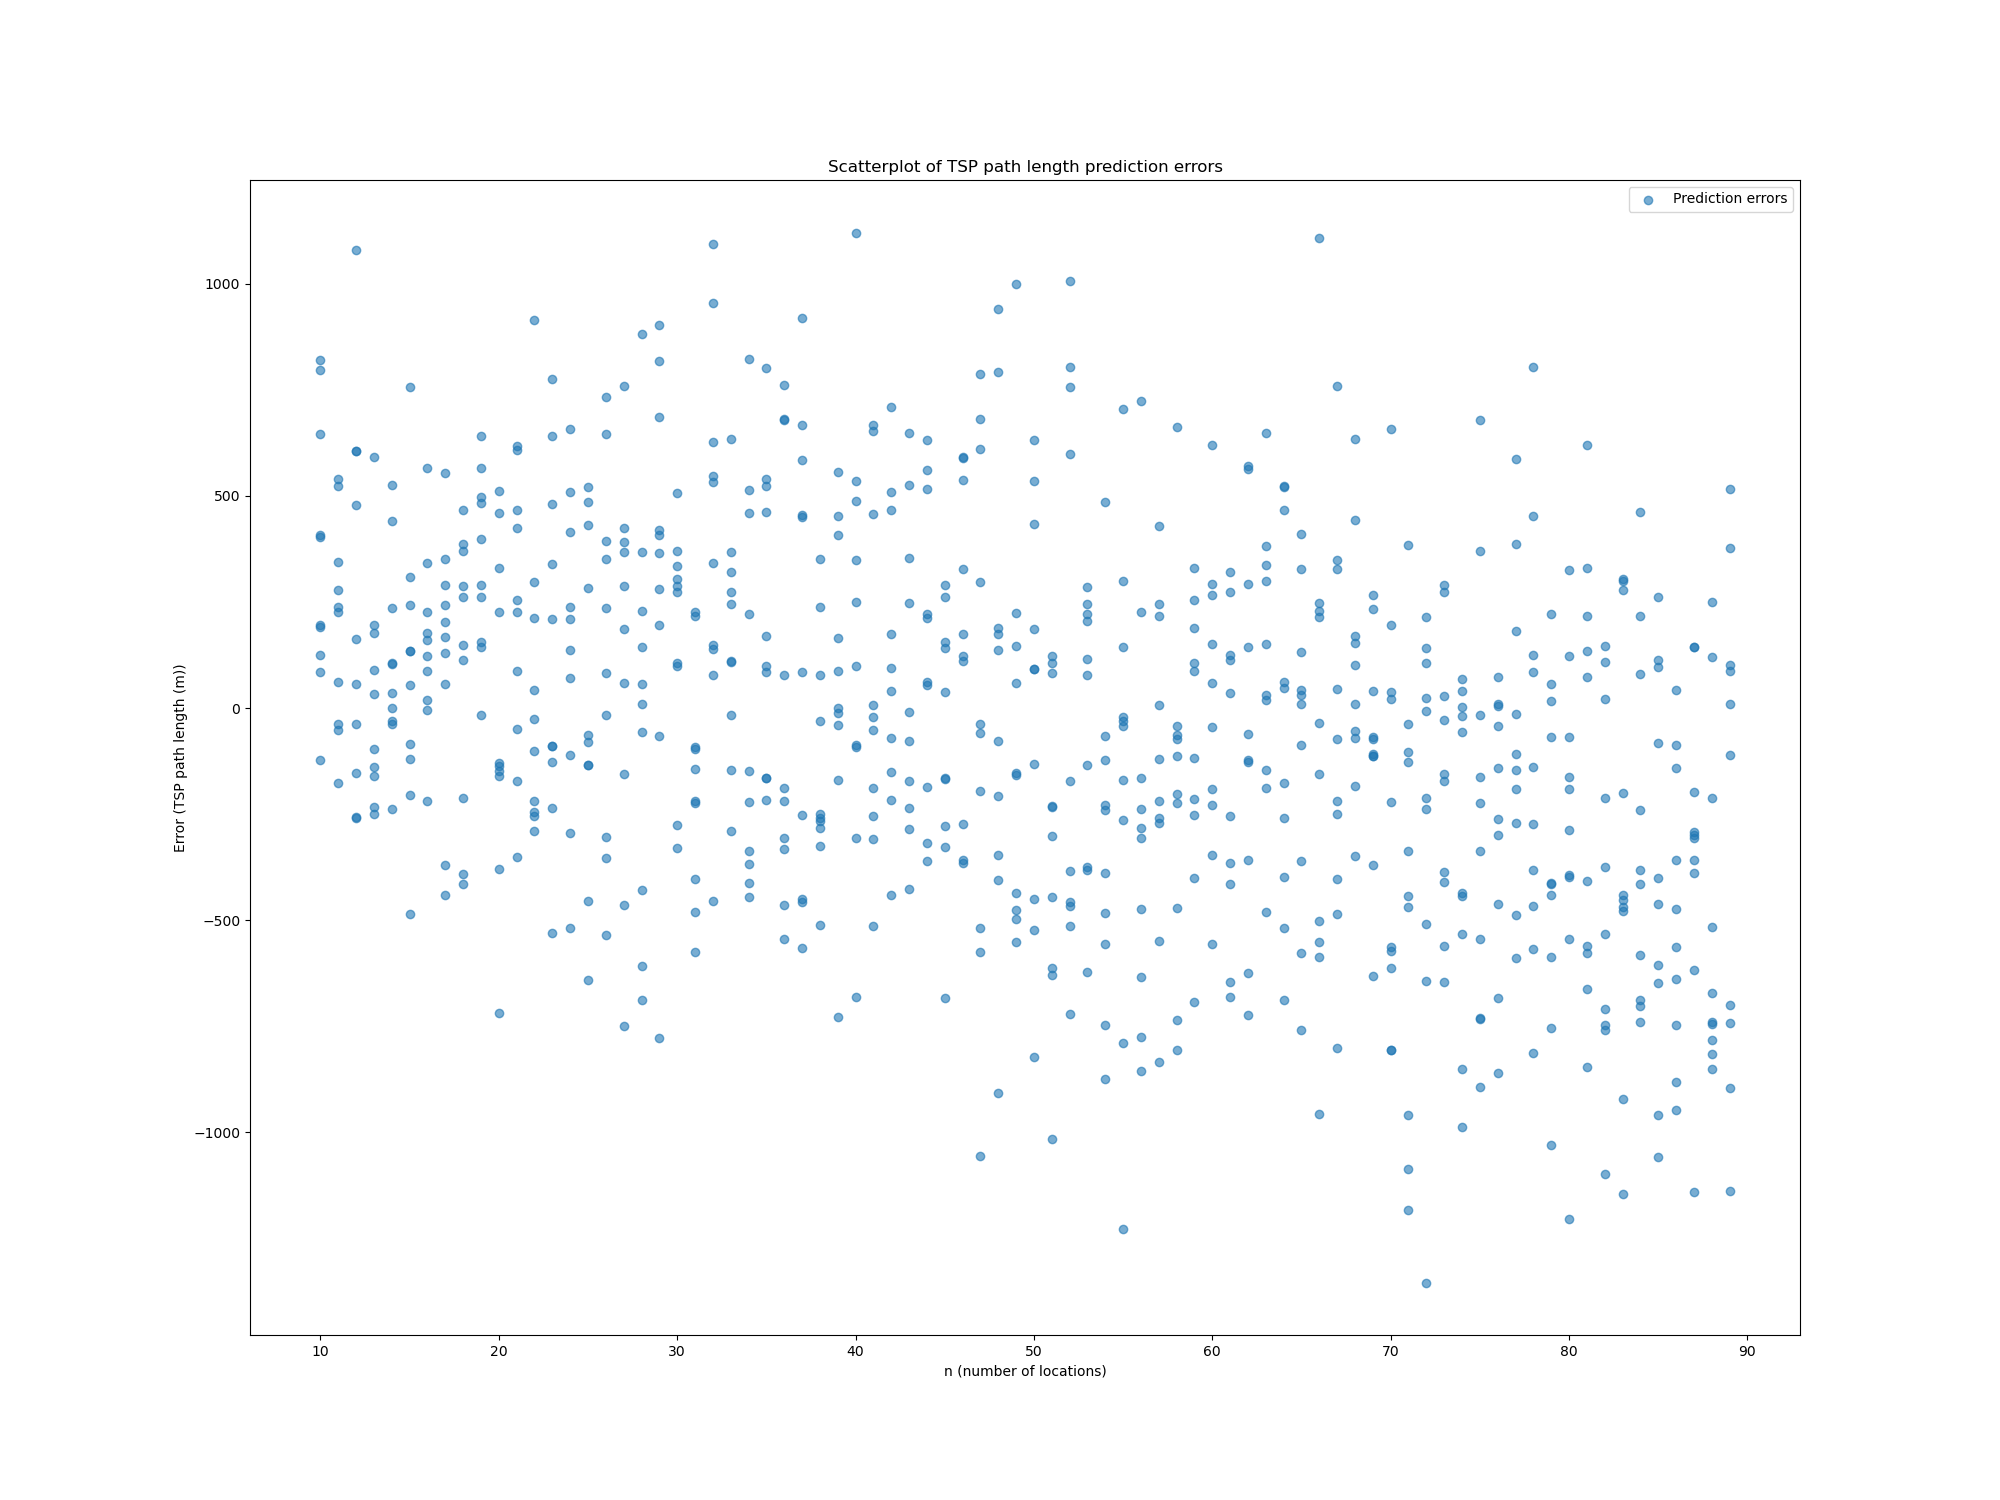 Scatterplot of TSP path length prediction errors
Prediction errors
1000
500
0
−500
−1000
Error (TSP path length (m))
10 20 30 40 50 60 70 80 90
n (number of locations)